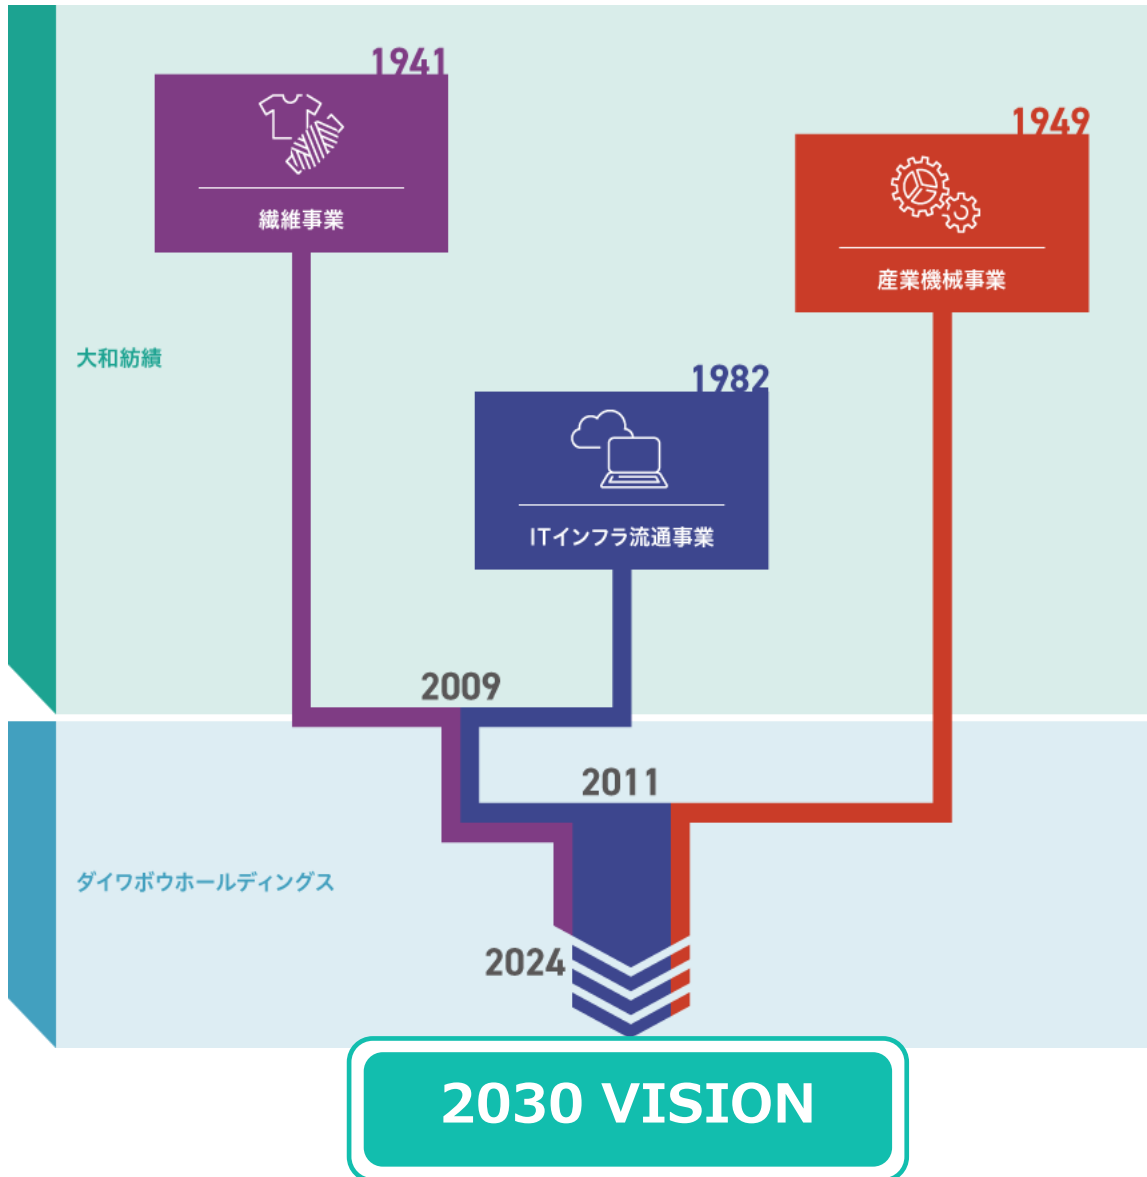 1941
繊維事業
1949
産業機械事業
大和紡績
1982
ITインフラ流通事業
2009
2011
ダイワボウホールディングス
2024
2030 VISION